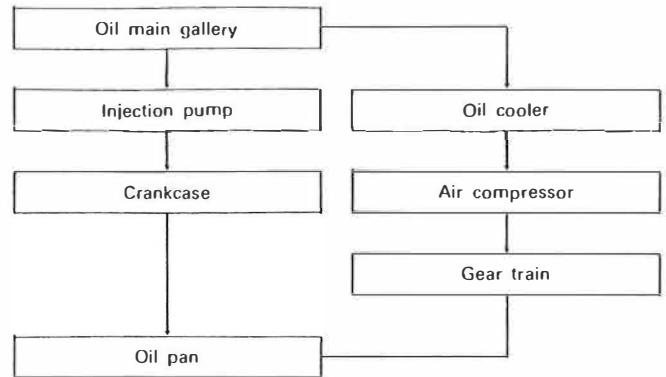 Oil main gallery
Injection pump
Oil cooler
Crankcase
Air compressor
Gear train
Oil pan